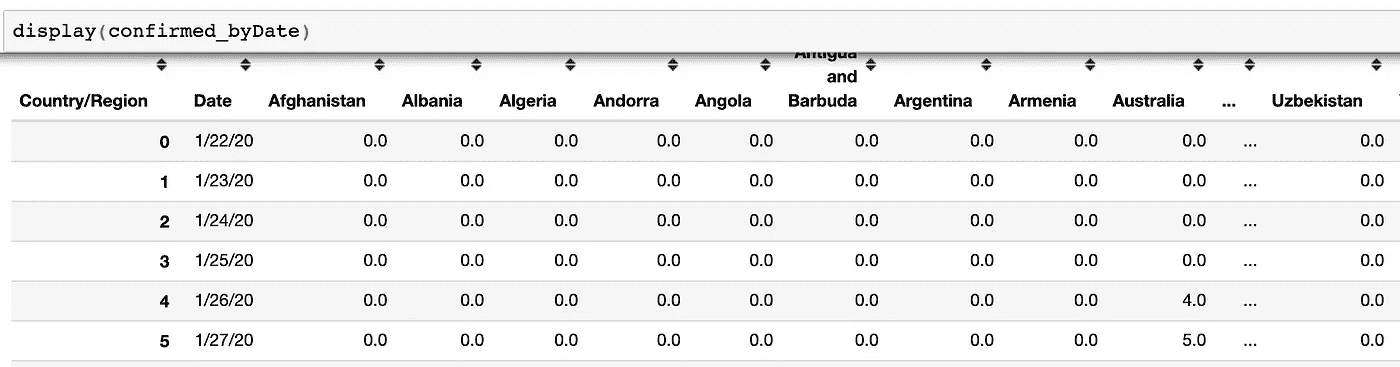 display(confirmed_byDate)
Antigua
and
Country/Region Date Afghanistan Albania Algeria Andorra Angola Barbuda Argentina Armenia Australia ... Uzbekistan
0 1/22/20 0.0 0.0 0.0 0.0 0.0 0.0 0.0 0.0 0.0 ... 0.0
1 1/23/20 0.0 0.0 0.0 0.0 0.0 0.0 0.0 0.0 0.0 ... 0.0
2 1/24/20 0.0 0.0 0.0 0.0 0.0 0.0 0.0 0.0 0.0 ... 0.0
3 1/25/20 0.0 0.0 0.0 0.0 0.0 0.0 0.0 0.0 0.0 ... 0.0
4 1/26/20 0.0 0.0 0.0 0.0 0.0 0.0 0.0 0.0 4.0 ... 0.0
5 1/27/20 0.0 0.0 0.0 0.0 0.0 0.0 0.0 0.0 5.0 ... 0.0